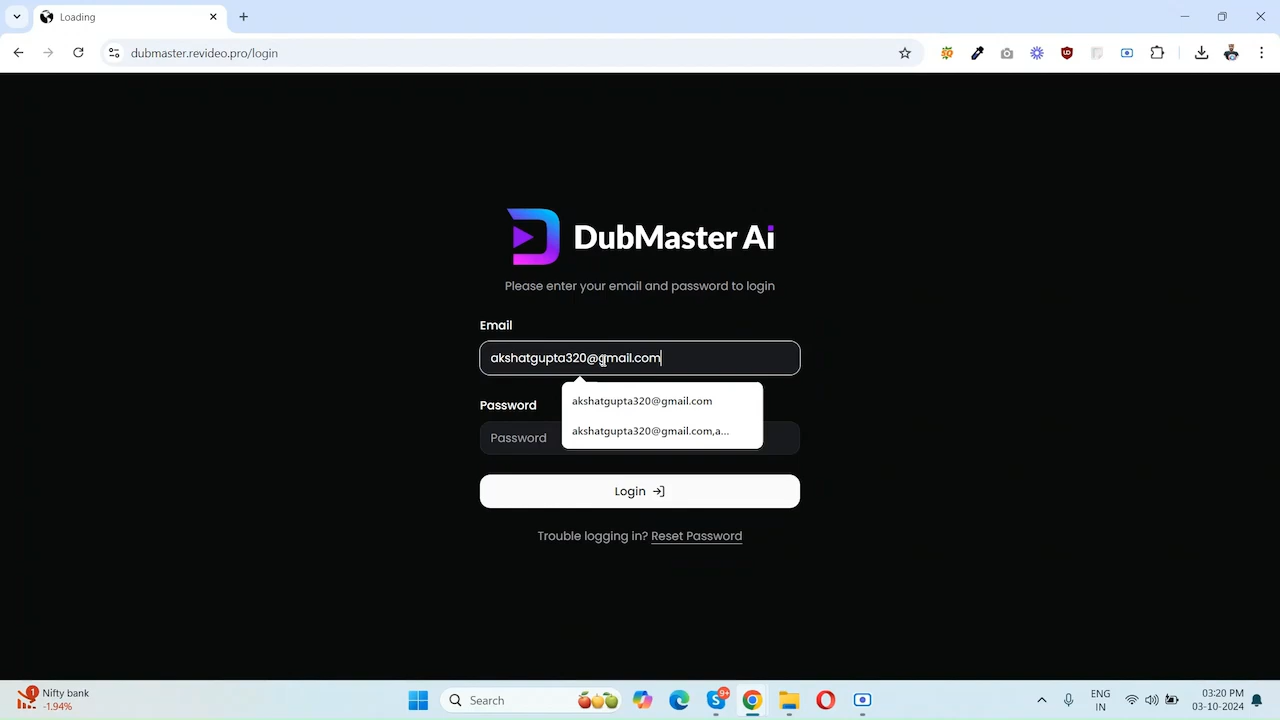 Loading
dubmaster.revideo.pro/login
DubMaster Ai
Please enter your email and password to login
Email
akshatgupta320@gmail.com
akshatgupta320@gmail.com
Password
akshatgupta320@gmail.com,a...
Password
Login
Trouble logging in? Reset Password
1
Nifty bank
-1.94%
Search
9+
ENG
IN
03:20 PM
03-10-2024